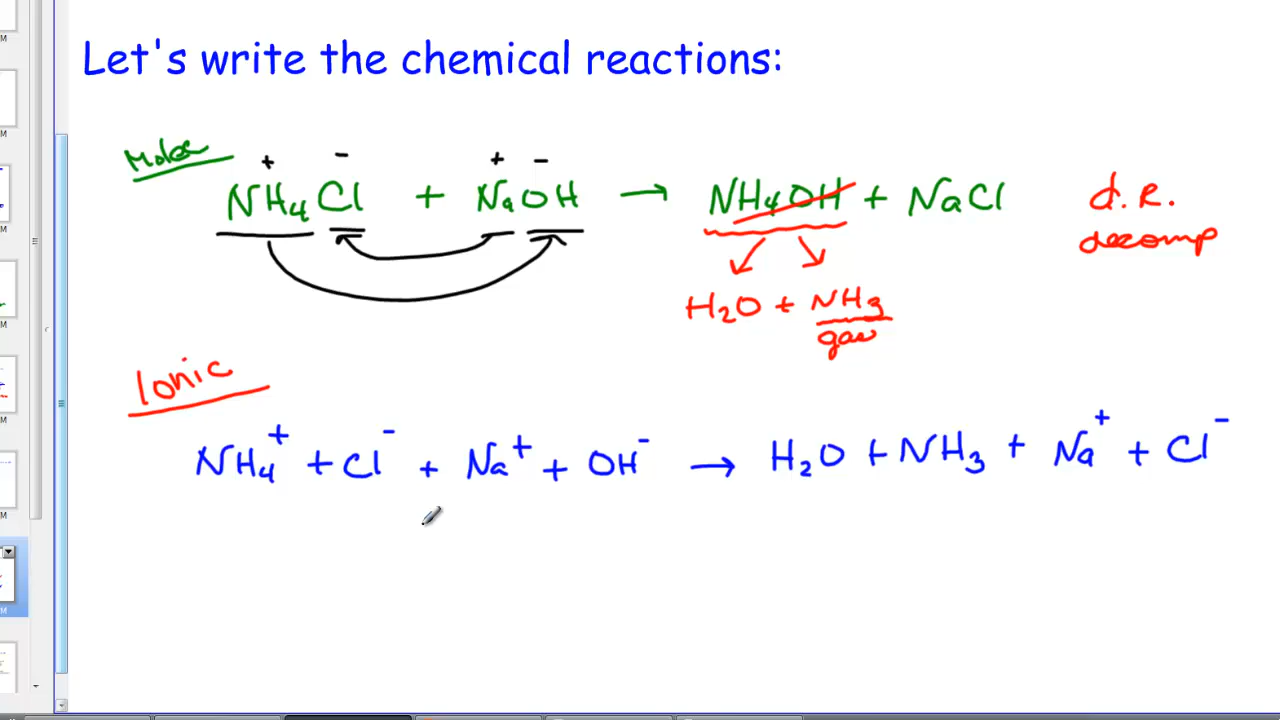 Let's write the chemical reactions:
Molec
+ - + -
NH₄Cl + NaOH → NH₄OH + NaCl d.r.
decomp
H₂O + NH₃
gas
Ionic
NH₄⁺ + Cl⁻ + Na⁺ + OH⁻ → H₂O + NH₃ + Na⁺ + Cl⁻